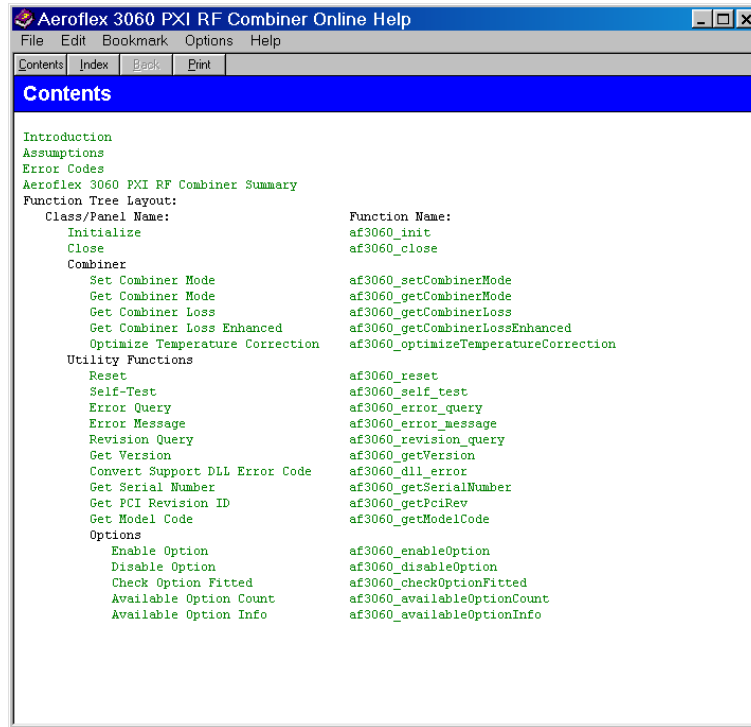 Aeroflex 3060 PXI RF Combiner Online Help
File Edit Bookmark Options Help
Contents Index Back Print
Contents
Introduction
Assumptions
Error Codes
Aeroflex 3060 PXI RF Combiner Summary
Function Tree Layout:
Class/Panel Name: Function Name:
Initialize af3060_init
Close af3060_close
Combiner
Set Combiner Mode af3060_setCombinerMode
Get Combiner Mode af3060_getCombinerMode
Get Combiner Loss af3060_getCombinerLoss
Get Combiner Loss Enhanced af3060_getCombinerLossEnhanced
Optimize Temperature Correction af3060_optimizeTemperatureCorrection
Utility Functions
Reset af3060_reset
Self-Test af3060_self_test
Error Query af3060_error_query
Error Message af3060_error_message
Revision Query af3060_revision_query
Get Version af3060_getVersion
Convert Support DLL Error Code af3060_dll_error
Get Serial Number af3060_getSerialNumber
Get PCI Revision ID af3060_getPciRev
Get Model Code af3060_getModelCode
Options
Enable Option af3060_enableOption
Disable Option af3060_disableOption
Check Option Fitted af3060_checkOptionFitted
Available Option Count af3060_availableOptionCount
Available Option Info af3060_availableOptionInfo